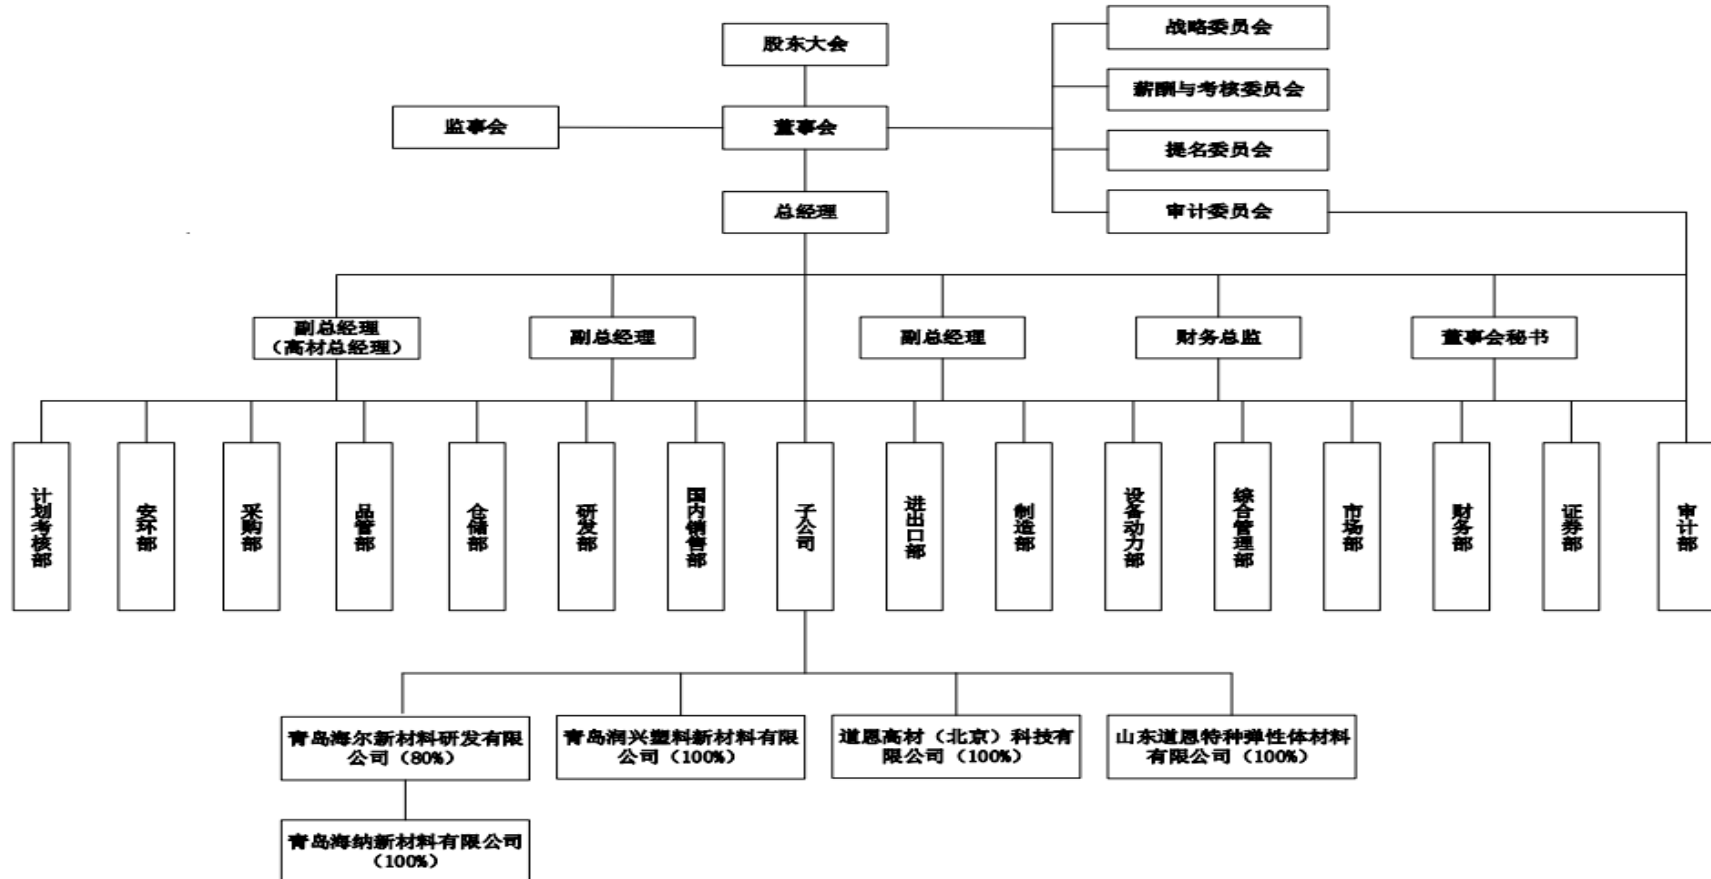 战略委员会
股东大会
薪酬与考核委员会
监事会
董事会
提名委员会
总经理
审计委员会
副总经理
（高材总经理）
副总经理
副总经理
财务总监
董事会秘书
计划考核部
安环部
采购部
品管部
仓储部
研发部
国内销售部
子公司
进出口部
制造部
设备动力部
综合管理部
市场部
财务部
证券部
审计部
青岛海尔新材料研发有限
公司（80%）
青岛润兴塑料新材料有限
公司（100%）
道恩高材（北京）科技有
限公司（100%）
山东道恩特种弹性体材料
有限公司（100%）
青岛海纳新材料有限公司
（100%）